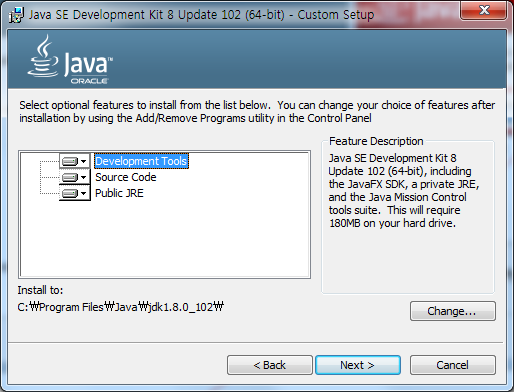 Java SE Development Kit 8 Update 102 (64-bit) - Custom Setup
Java™
ORACLE
Select optional features to install from the list below. You can change your choice of features after
installation by using the Add/Remove Programs utility in the Control Panel
Development Tools
Source Code
Public JRE
Feature Description
Java SE Development Kit 8
Update 102 (64-bit), including
the JavaFX SDK, a private JRE,
and the Java Mission Control
tools suite. This will require
180MB on your hard drive.
Install to:
C:₩Program Files₩Java₩jdk1.8.0_102₩
Change...
< Back
Next >
Cancel